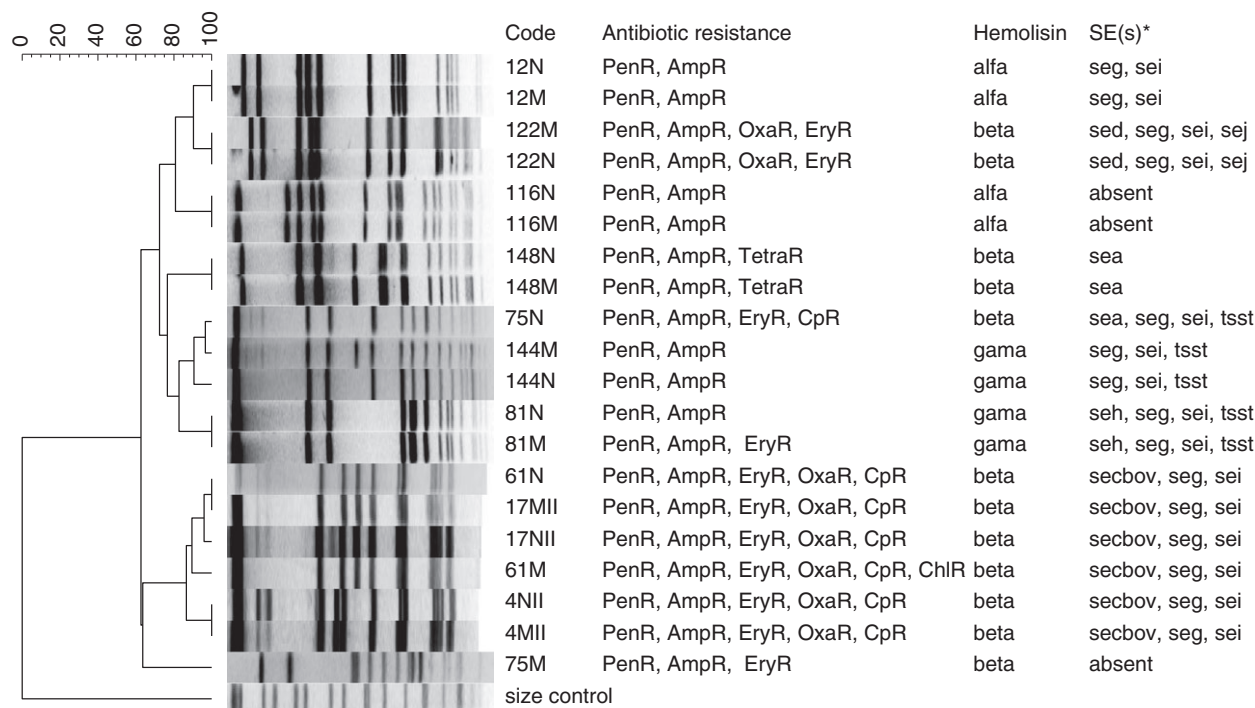 0 20 40 60 80 100
Code Antibiotic resistance Hemolisin SE(s)*
12N PenR, AmpR alfa seg, sei
12M PenR, AmpR alfa seg, sei
122M PenR, AmpR, OxaR, EryR beta sed, seg, sei, sej
122N PenR, AmpR, OxaR, EryR beta sed, seg, sei, sej
116N PenR, AmpR alfa absent
116M PenR, AmpR alfa absent
148N PenR, AmpR, TetraR beta sea
148M PenR, AmpR, TetraR beta sea
75N PenR, AmpR, EryR, CpR beta sea, seg, sei, tsst
144M PenR, AmpR gama seg, sei, tsst
144N PenR, AmpR gama seg, sei, tsst
81N PenR, AmpR gama seh, seg, sei, tsst
81M PenR, AmpR, EryR gama seh, seg, sei, tsst
61N PenR, AmpR, EryR, OxaR, CpR beta secbov, seg, sei
17MII PenR, AmpR, EryR, OxaR, CpR beta secbov, seg, sei
17NII PenR, AmpR, EryR, OxaR, CpR beta secbov, seg, sei
61M PenR, AmpR, EryR, OxaR, CpR, ChlR beta secbov, seg, sei
4NII PenR, AmpR, EryR, OxaR, CpR beta secbov, seg, sei
4MII PenR, AmpR, EryR, OxaR, CpR beta secbov, seg, sei
75M PenR, AmpR, EryR beta absent
size control